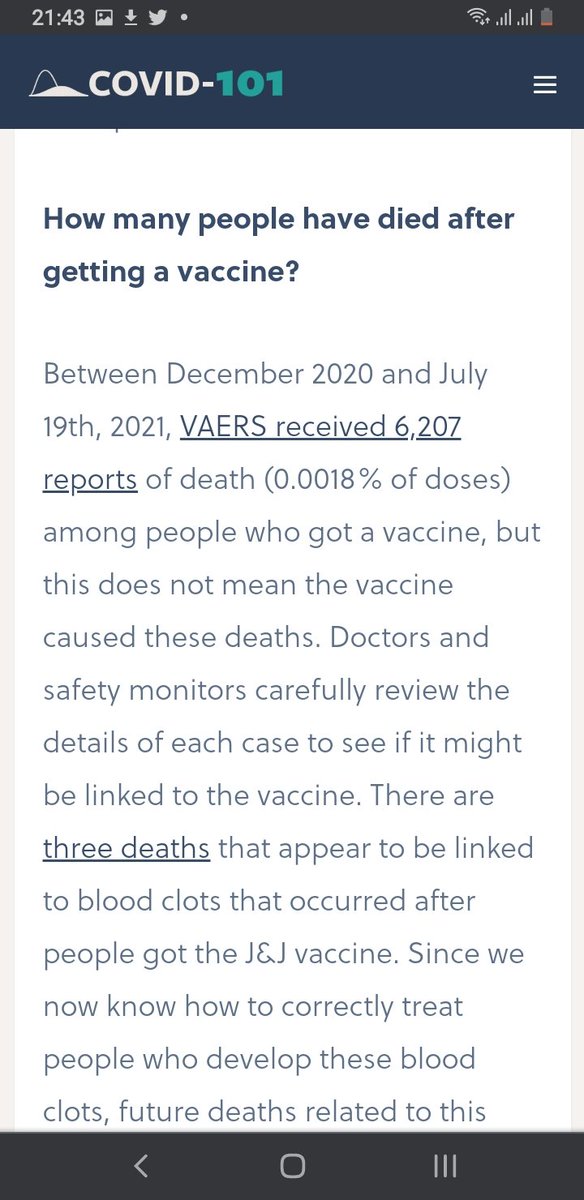 21:43
COVID-101
How many people have died after
getting a vaccine?
Between December 2020 and July
19th, 2021, VAERS received 6,207
reports of death (0.0018% of doses)
among people who got a vaccine, but
this does not mean the vaccine
caused these deaths. Doctors and
safety monitors carefully review the
details of each case to see if it might
be linked to the vaccine. There are
three deaths that appear to be linked
to blood clots that occurred after
people got the J&J vaccine. Since we
now know how to correctly treat
people who develop these blood
clots, future deaths related to this